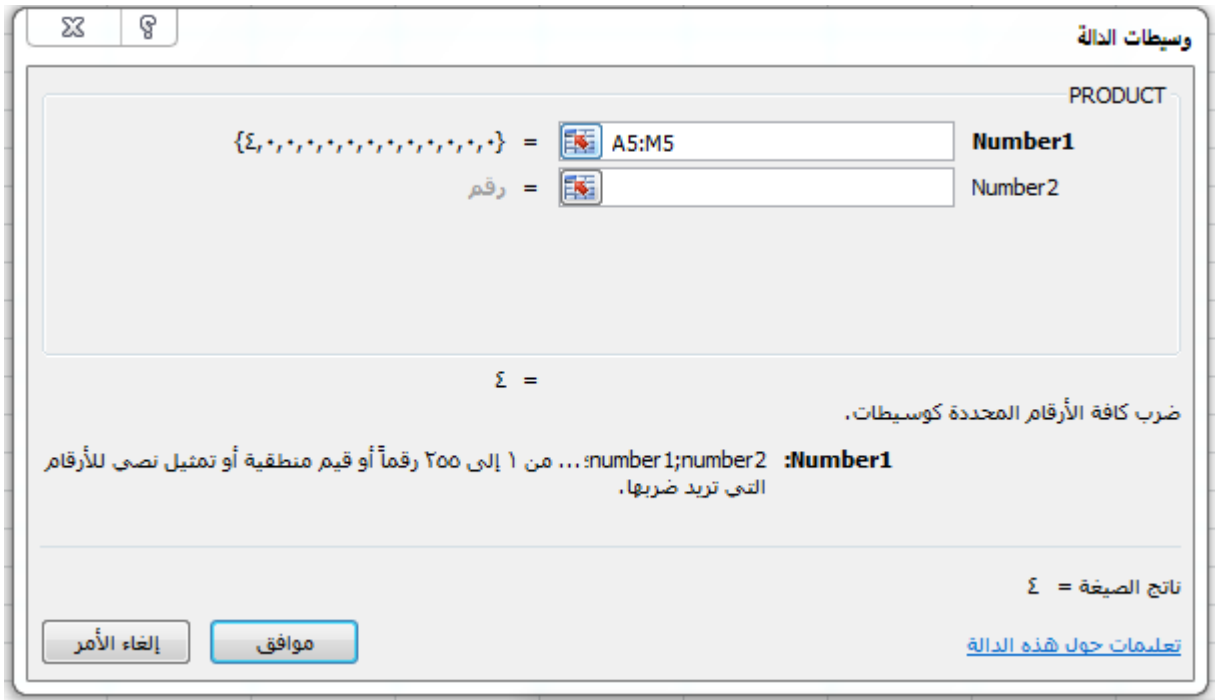 وسيطات الدالة
PRODUCT
Number1 A5:M5 = {٤,٠,٠,٠,٠,٠,٠,٠,٠,٠,٠,٠,٠}
Number2 = رقم
= ٤
ضرب كافة الأرقام المحددة كوسيطات.
Number1: number1;number2;... من ١ إلى ٢٥٥ رقماً أو قيم منطقية أو تمثيل نصي للأرقام
التي تريد ضربها.
ناتج الصيغة = ٤
تعليمات حول هذه الدالة
موافق
إلغاء الأمر